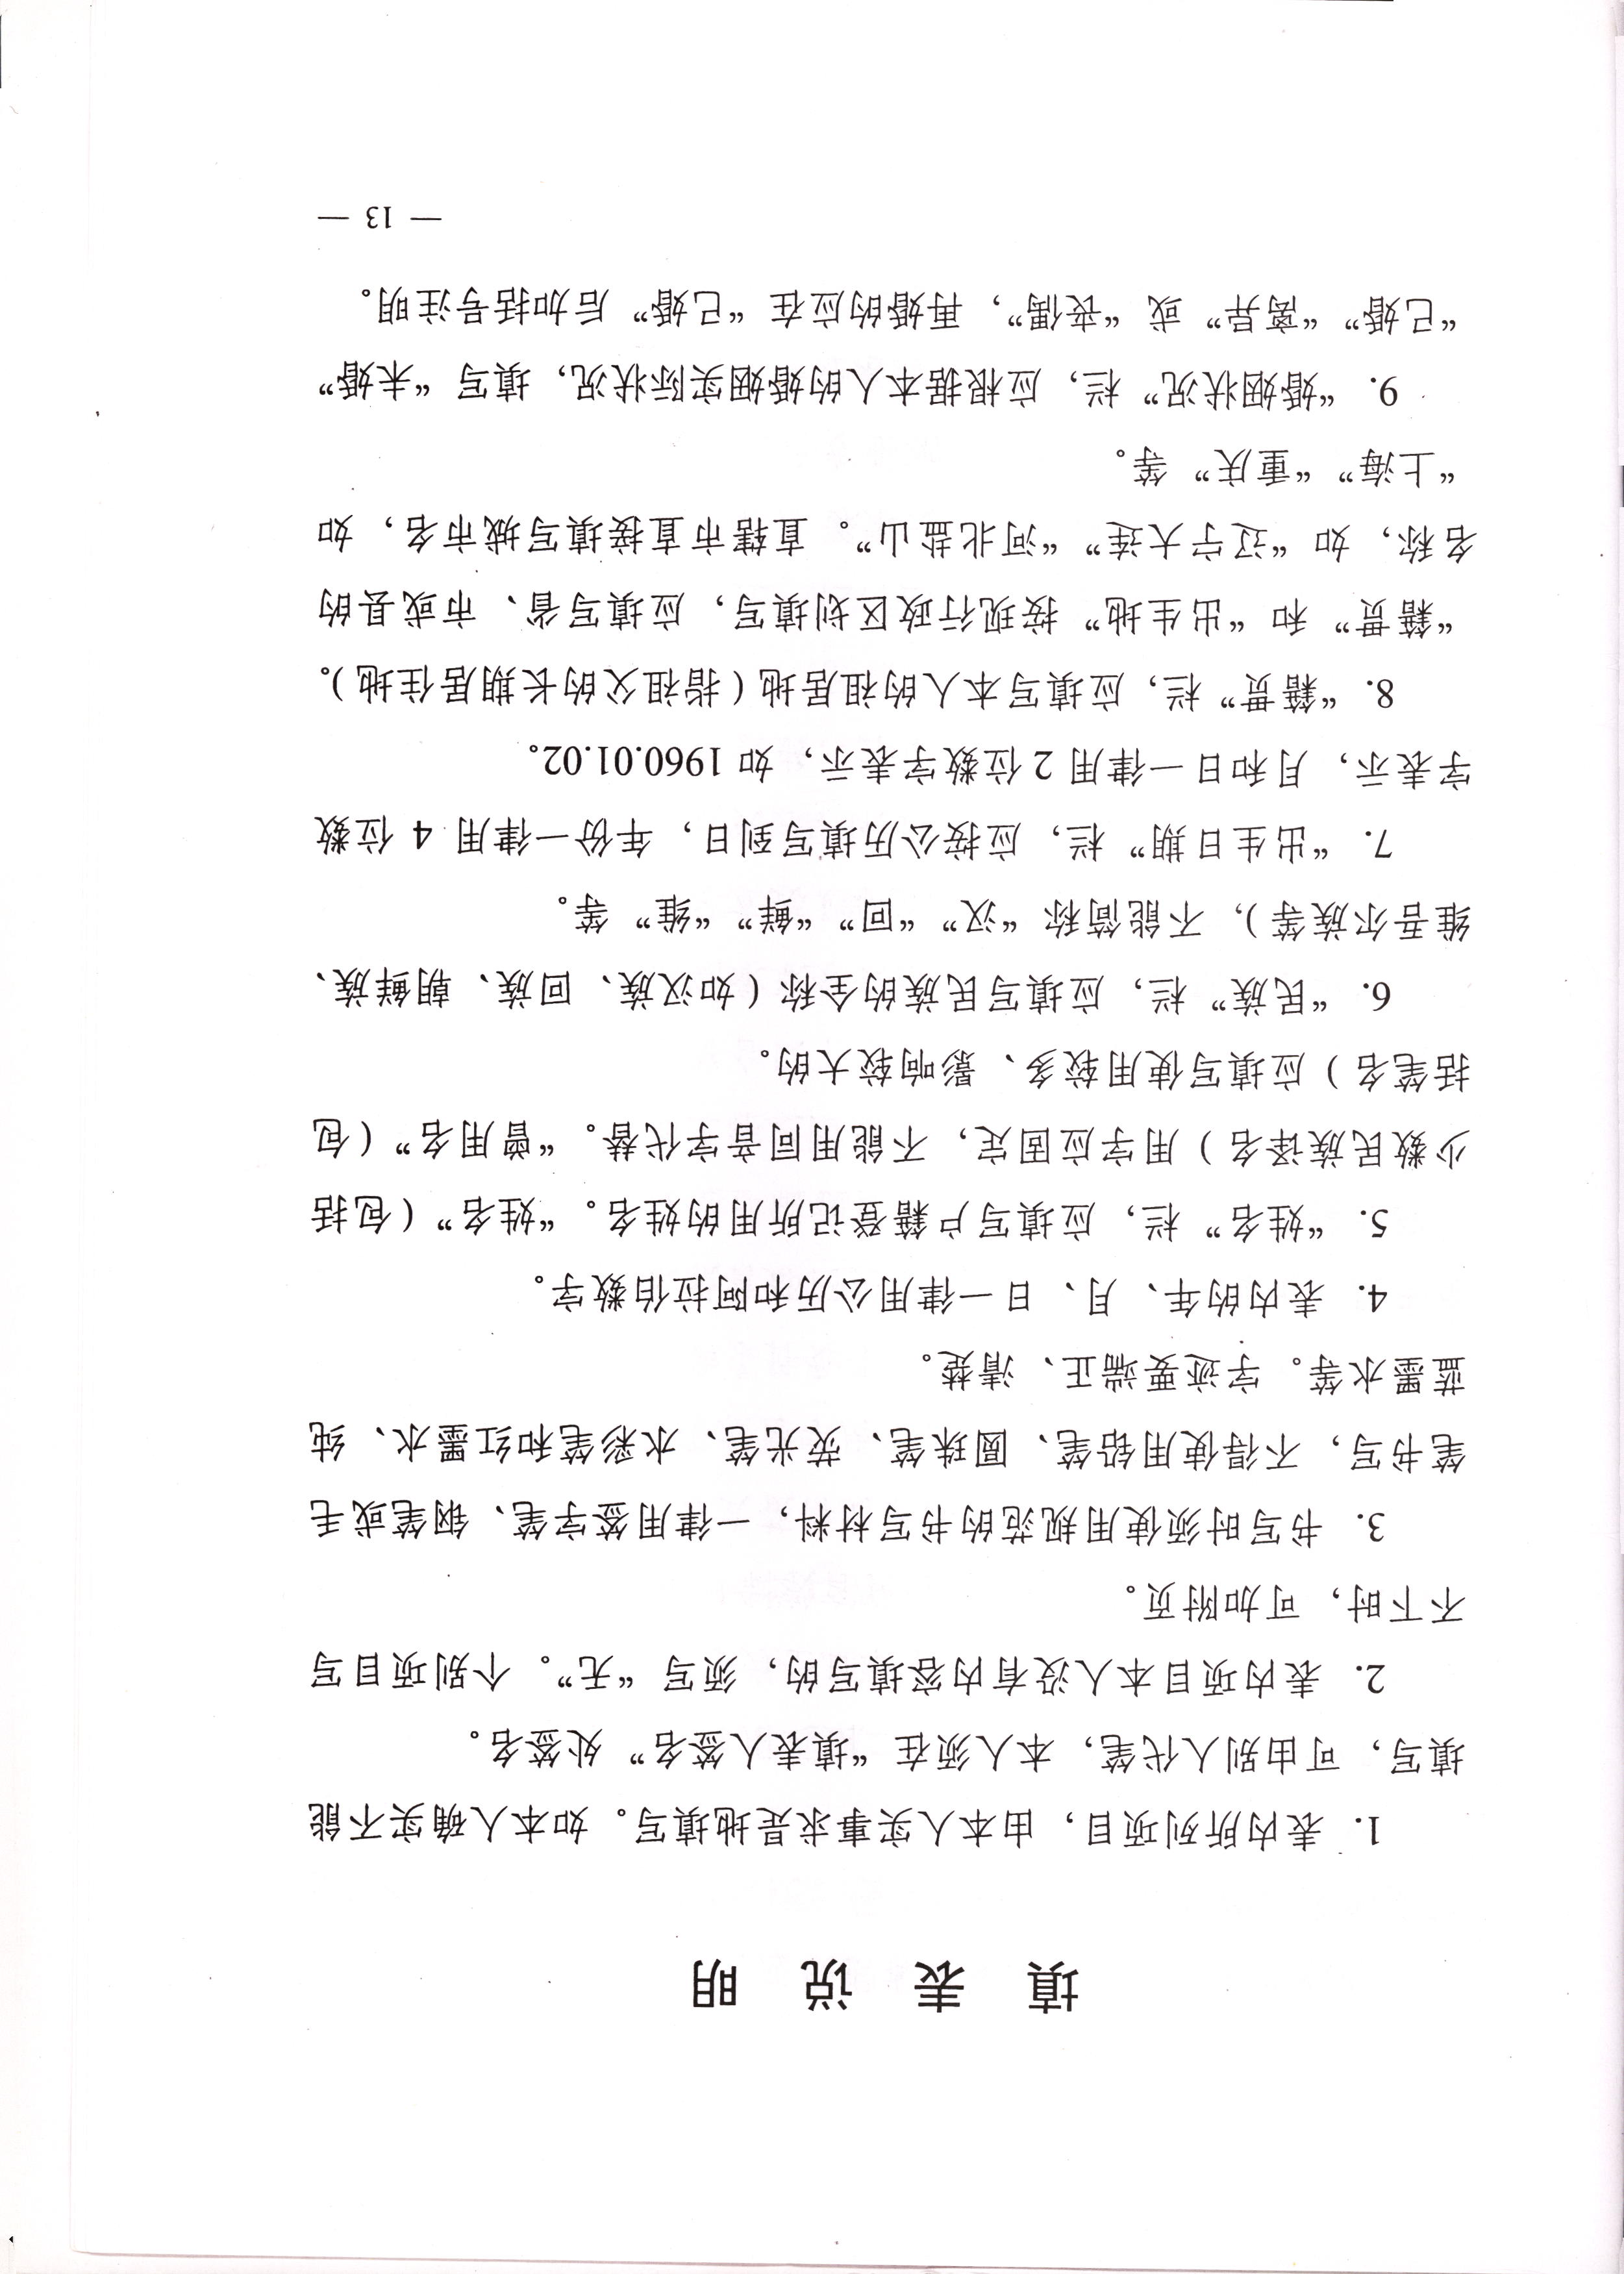 填 表 说 明
1. 表内所列项目，由本人实事求是地填写。如本人确实不能
填写，可由别人代笔，本人须在“填表人签名”处签名。
2. 表内项目本人没有内容填写的，须写“无”。个别项目写
不下时，可加附页。
3. 书写时须使用规范的书写材料，一律用签字笔、钢笔或毛
笔书写，不得使用铅笔、圆珠笔、荧光笔、水彩笔和红墨水、纯
蓝墨水等。字迹要端正、清楚。
4. 表内的年、月、日一律用公历和阿拉伯数字。
5. “姓名”栏，应填写户籍登记所用的姓名。“姓名”（包括
少数民族译名）用字应固定，不能用同音字代替。“曾用名”（包
括笔名）应填写使用较多、影响较大的。
6. “民族”栏，应填写民族的全称（如汉族、回族、朝鲜族、
维吾尔族等），不能简称“汉”“回”“鲜”“维”等。
7. “出生日期”栏，应按公历填写到日，年份一律用 4 位数
字表示，月和日一律用 2 位数字表示，如 1960.01.02。
8. “籍贯”栏，应填写本人的祖居地（指祖父的长期居住地）。
“籍贯”和“出生地”按现行政区划填写，应填写省、市或县的
名称，如“辽宁大连”“河北盐山”。直辖市直接填写城市名，如
“上海”“重庆”等。
9. “婚姻状况”栏，应根据本人的婚姻实际状况，填写“未婚”
“已婚”“离异”或“丧偶”，再婚的应在“已婚”后加括号注明。
— 13 —